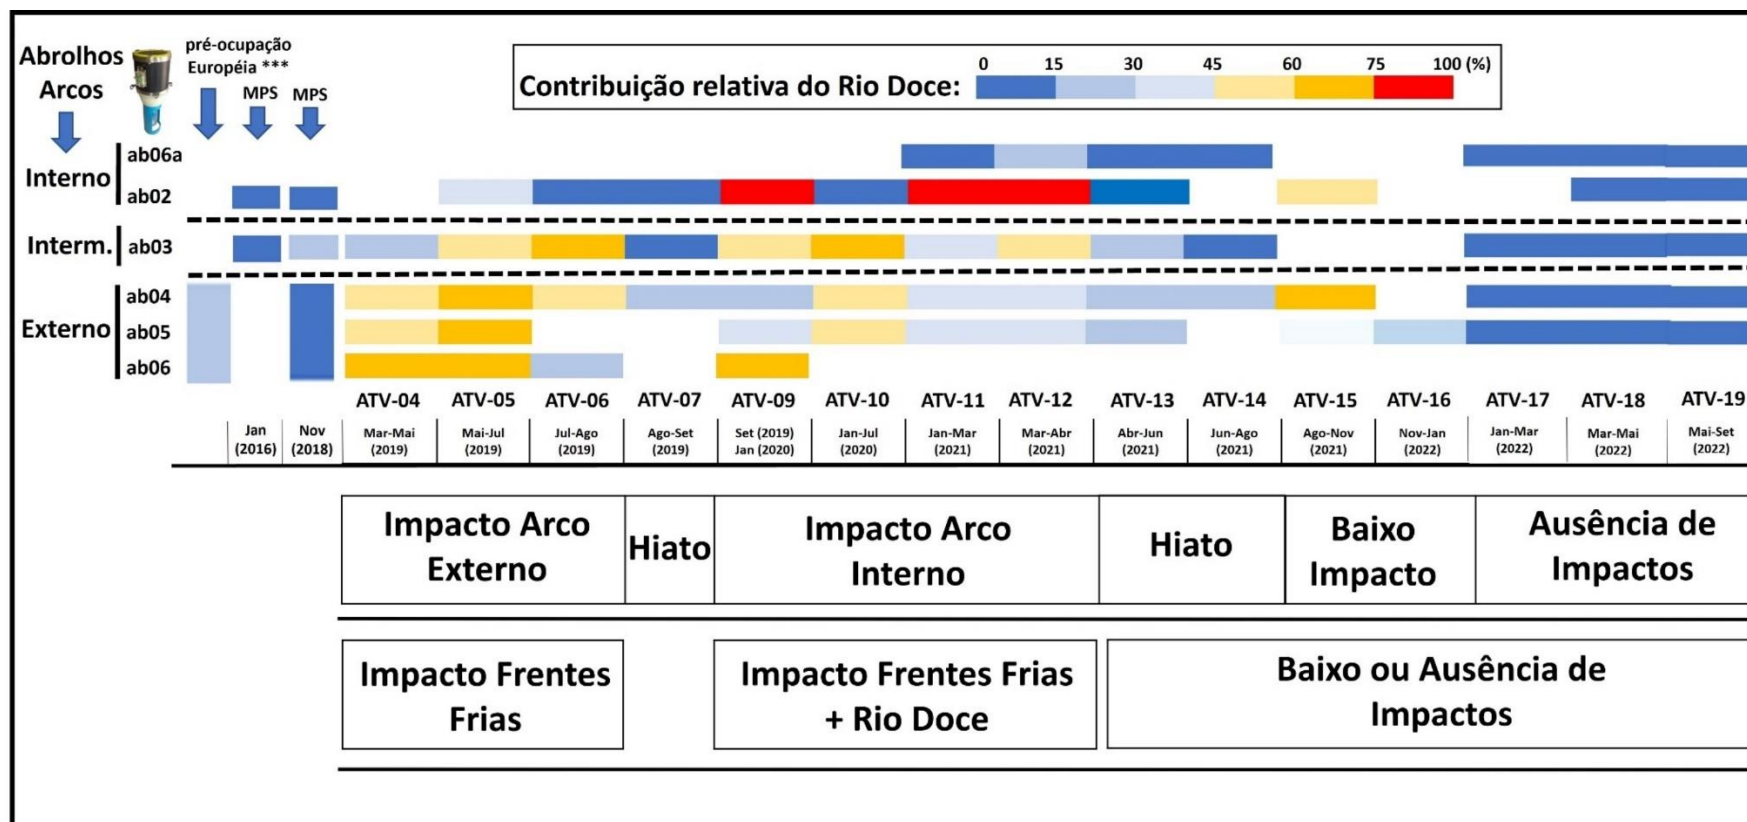 Abrolhos
Arcos
pré-ocupação
Européia ***
MPS
MPS
Contribuição relativa do Rio Doce:
0 15 30 45 60 75 100 (%)
Interno
ab06a
ab02
Interm.
ab03
Externo
ab04
ab05
ab06
ATV-04 ATV-05 ATV-06 ATV-07 ATV-09 ATV-10 ATV-11 ATV-12 ATV-13 ATV-14 ATV-15 ATV-16 ATV-17 ATV-18 ATV-19
Jan Nov Mar-Mai Mai-Jul Jul-Ago Ago-Set Set (2019) Jan-Jul Jan-Mar Mar-Abr Abr-Jun Jun-Ago Ago-Nov Nov-Jan Jan-Mar Mar-Mai Mai-Set
(2016) (2018) (2019) (2019) (2019) (2019) Jan (2020) (2020) (2021) (2021) (2021) (2021) (2021) (2022) (2022) (2022) (2022)
Impacto Arco
Externo
Hiato
Impacto Arco
Interno
Hiato
Baixo
Impacto
Ausência de
Impactos
Impacto Frentes
Frias
Impacto Frentes Frias
+ Rio Doce
Baixo ou Ausência de
Impactos